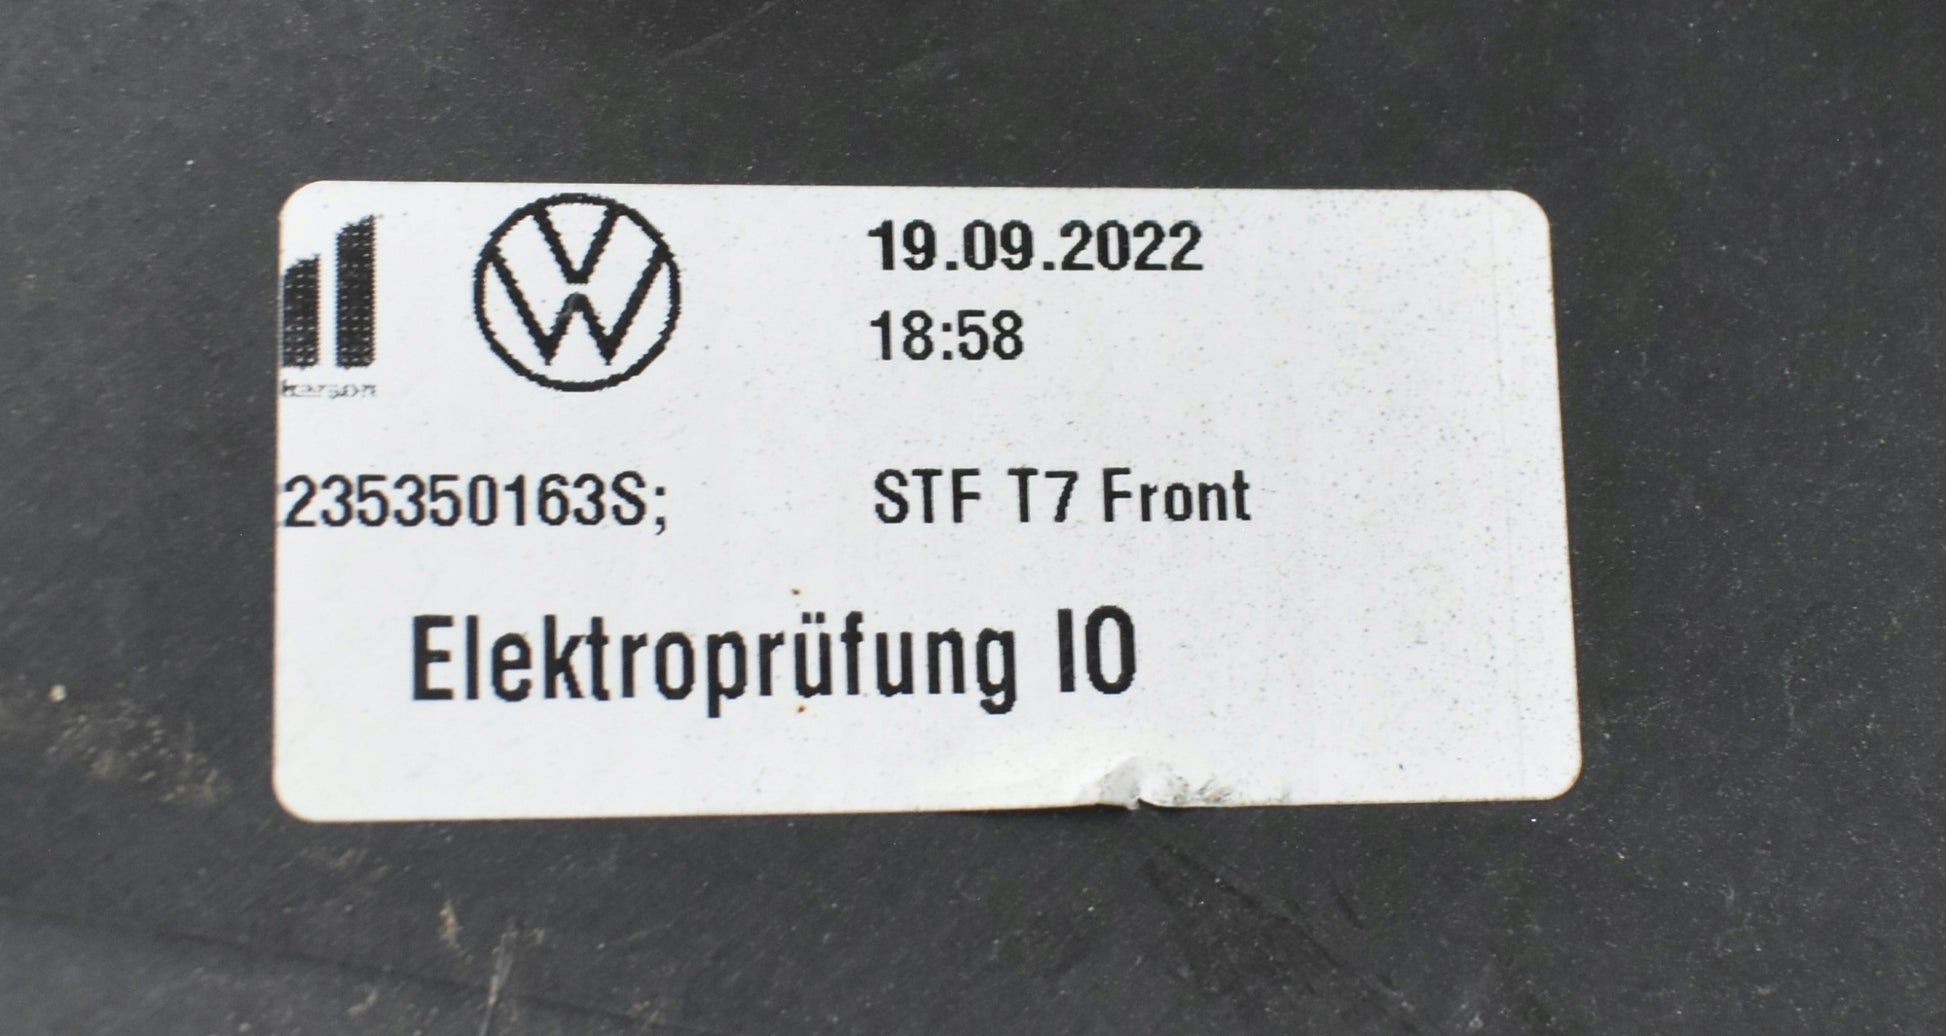 19.09.2022
18:58
235350163S;
STF T7 Front
Elektroprüfung IO